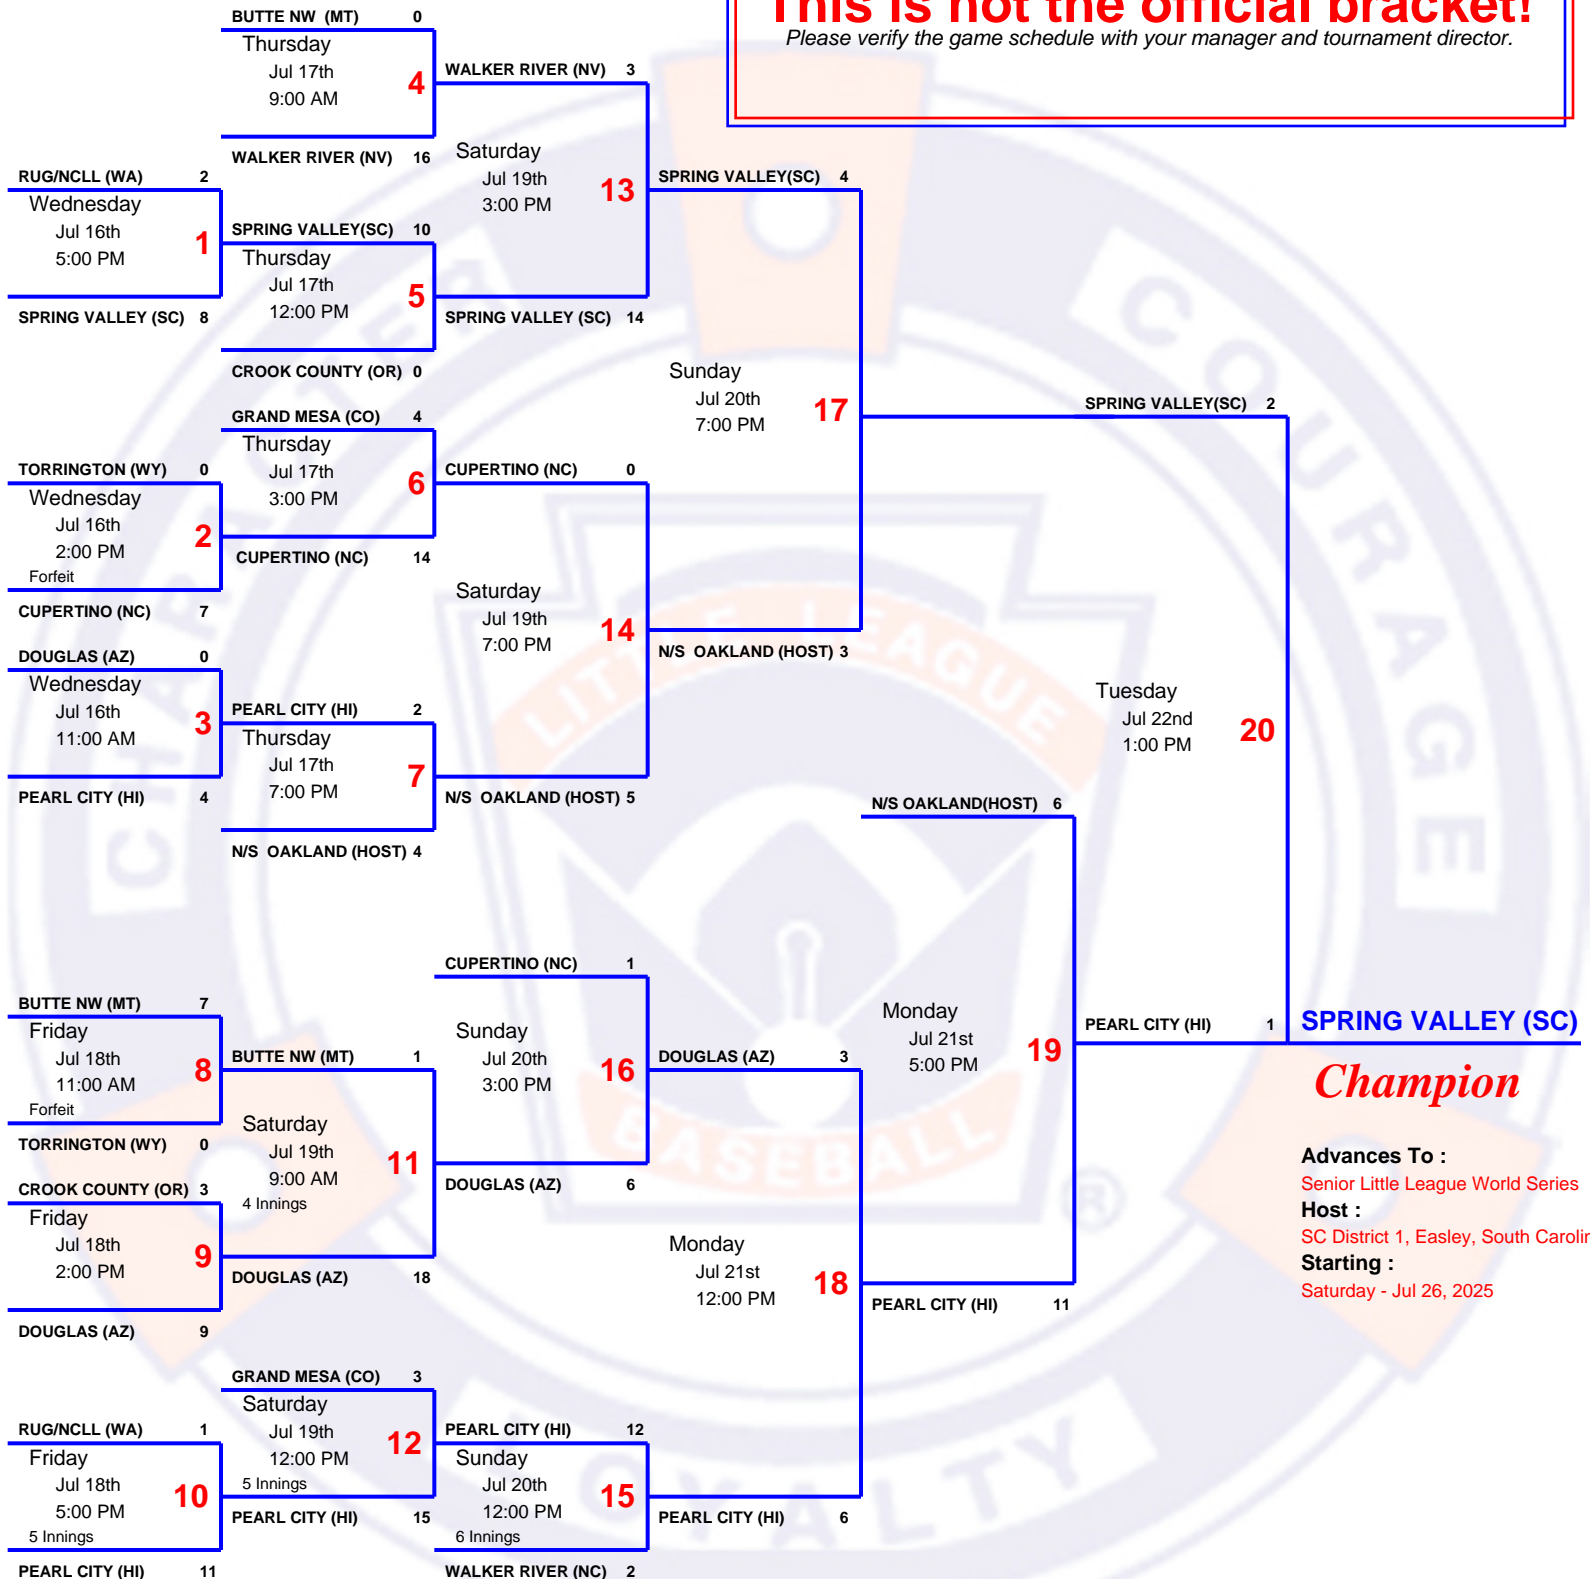 This is not the official bracket!
Please verify the game schedule with your manager and tournament director.
BUTTE NW (MT) 0
Thursday
Jul 17th
9:00 AM
4
WALKER RIVER (NV) 16
RUG/NCLL (WA) 2
Wednesday
Jul 16th
5:00 PM
1
SPRING VALLEY (SC) 8
SPRING VALLEY(SC) 10
Thursday
Jul 17th
12:00 PM
5
CROOK COUNTY (OR) 0
WALKER RIVER (NV) 3
Saturday
Jul 19th
3:00 PM
13
SPRING VALLEY (SC) 14
GRAND MESA (CO) 4
Thursday
Jul 17th
3:00 PM
6
CUPERTINO (NC) 14
TORRINGTON (WY) 0
Wednesday
Jul 16th
2:00 PM
2
Forfeit
CUPERTINO (NC) 7
DOUGLAS (AZ) 0
Wednesday
Jul 16th
11:00 AM
3
PEARL CITY (HI) 4
PEARL CITY (HI) 2
Thursday
Jul 17th
7:00 PM
7
N/S OAKLAND (HOST) 4
CUPERTINO (NC) 0
Saturday
Jul 19th
7:00 PM
14
N/S OAKLAND (HOST) 5
SPRING VALLEY(SC) 4
Sunday
Jul 20th
7:00 PM
17
N/S OAKLAND (HOST) 3
SPRING VALLEY(SC) 2
Tuesday
Jul 22nd
1:00 PM
20
PEARL CITY (HI) 1
N/S OAKLAND(HOST) 6
Monday
Jul 21st
5:00 PM
19
PEARL CITY (HI) 11
BUTTE NW (MT) 7
Friday
Jul 18th
11:00 AM
8
Forfeit
TORRINGTON (WY) 0
CROOK COUNTY (OR) 3
Friday
Jul 18th
2:00 PM
9
DOUGLAS (AZ) 9
BUTTE NW (MT) 1
Saturday
Jul 19th
9:00 AM
11
4 Innings
DOUGLAS (AZ) 18
CUPERTINO (NC) 1
Sunday
Jul 20th
3:00 PM
16
DOUGLAS (AZ) 6
DOUGLAS (AZ) 3
Monday
Jul 21st
12:00 PM
18
PEARL CITY (HI) 6
GRAND MESA (CO) 3
Saturday
Jul 19th
12:00 PM
12
5 Innings
PEARL CITY (HI) 15
RUG/NCLL (WA) 1
Friday
Jul 18th
5:00 PM
10
5 Innings
PEARL CITY (HI) 11
PEARL CITY (HI) 12
Sunday
Jul 20th
12:00 PM
15
6 Innings
WALKER RIVER (NC) 2
SPRING VALLEY (SC)
Champion
Advances To :
Senior Little League World Series
Host :
SC District 1, Easley, South Carolin
Starting :
Saturday - Jul 26, 2025
CHARACTER
COURAGE
LOYALTY
LITTLE LEAGUE
BASEBALL
®